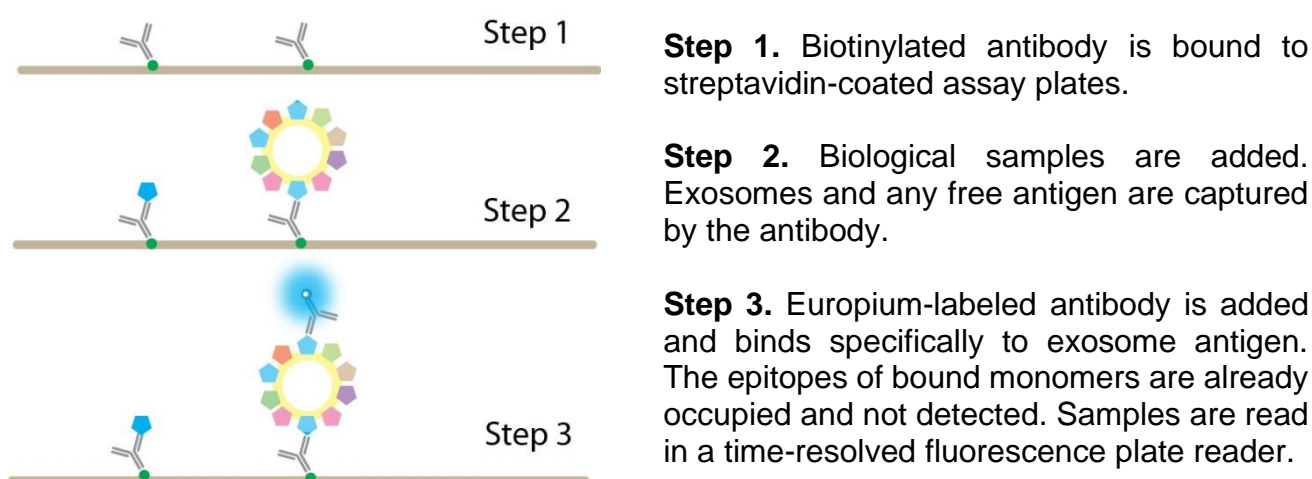 Step 1
Step 2
Step 3
Step 1. Biotinylated antibody is bound to
streptavidin-coated assay plates.
Step 2. Biological samples are added.
Exosomes and any free antigen are captured
by the antibody.
Step 3. Europium-labeled antibody is added
and binds specifically to exosome antigen.
The epitopes of bound monomers are already
occupied and not detected. Samples are read
in a time-resolved fluorescence plate reader.